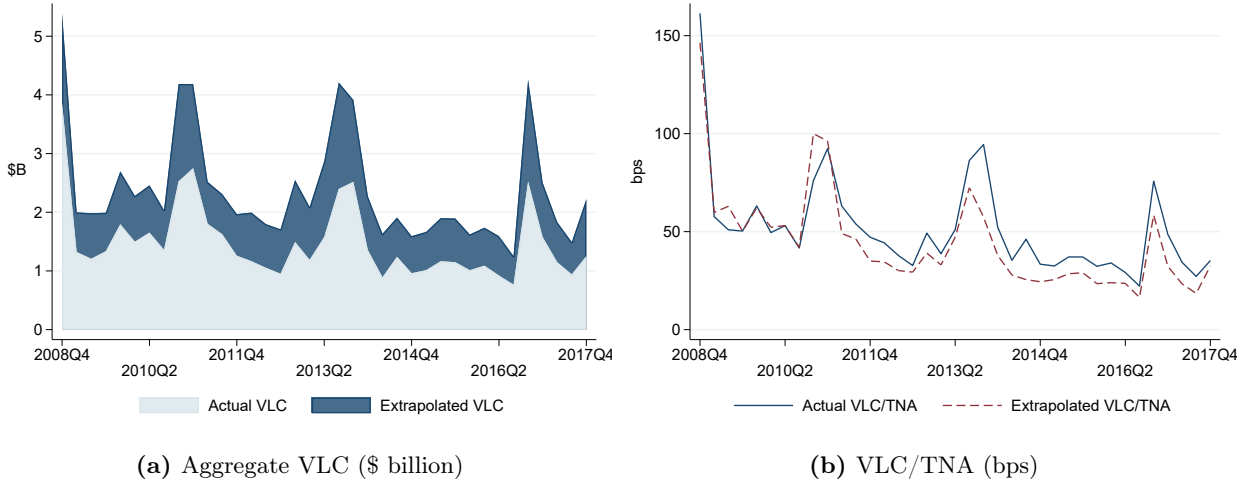 5
4
3
$B
2
1
0
2008Q4
2010Q2
2011Q4
2013Q2
2014Q4
2016Q2
2017Q4
Actual VLC
Extrapolated VLC
(a) Aggregate VLC ($ billion)
150
100
bps
50
0
2008Q4
2010Q2
2011Q4
2013Q2
2014Q4
2016Q2
2017Q4
Actual VLC/TNA
Extrapolated VLC/TNA
(b) VLC/TNA (bps)